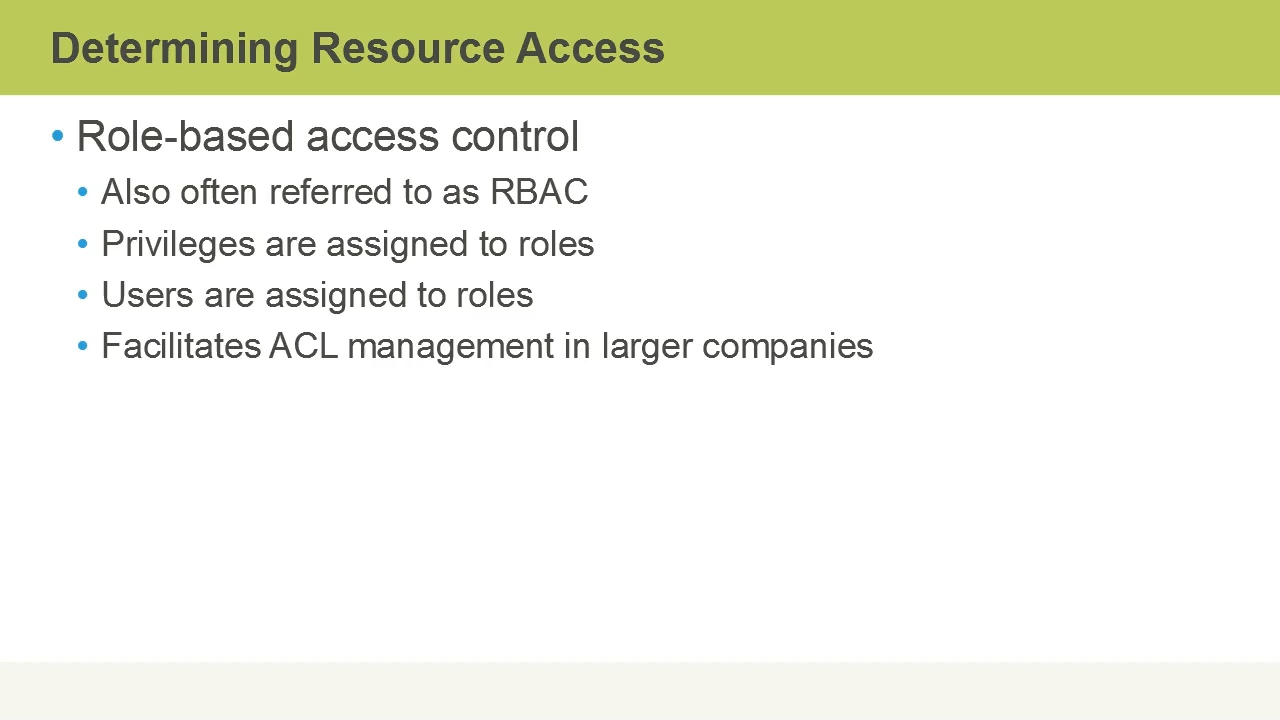 Determining Resource Access
• Role-based access control
• Also often referred to as RBAC
• Privileges are assigned to roles
• Users are assigned to roles
• Facilitates ACL management in larger companies